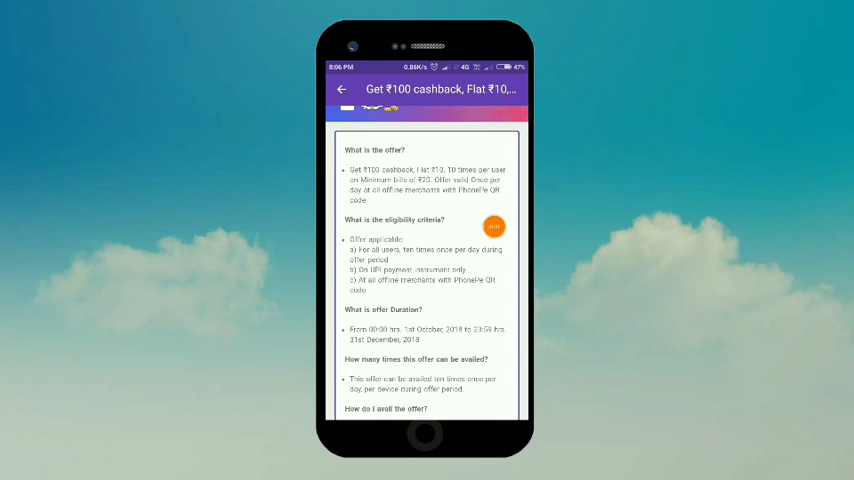 8:06 PM 0.86K/s 4G 47%
Get ₹100 cashback, Flat ₹10,...
What is the offer?
• Get ₹100 cashback, Flat ₹10, 10 times per user
on Minimum bills of ₹20. Offer valid Once per
day at all offline merchants with PhonePe QR
code
What is the eligibility criteria?
• Offer applicable:
a) For all users, ten times once per day during
offer period
b) On UPI payment instrument only
c) At all offline merchants with PhonePe QR
code
What is offer Duration?
• From 00:00 hrs. 1st October, 2018 to 23:59 hrs.
31st December, 2018
How many times this offer can be availed?
• This offer can be availed ten times once per
day, per device during offer period.
How do I avail the offer?